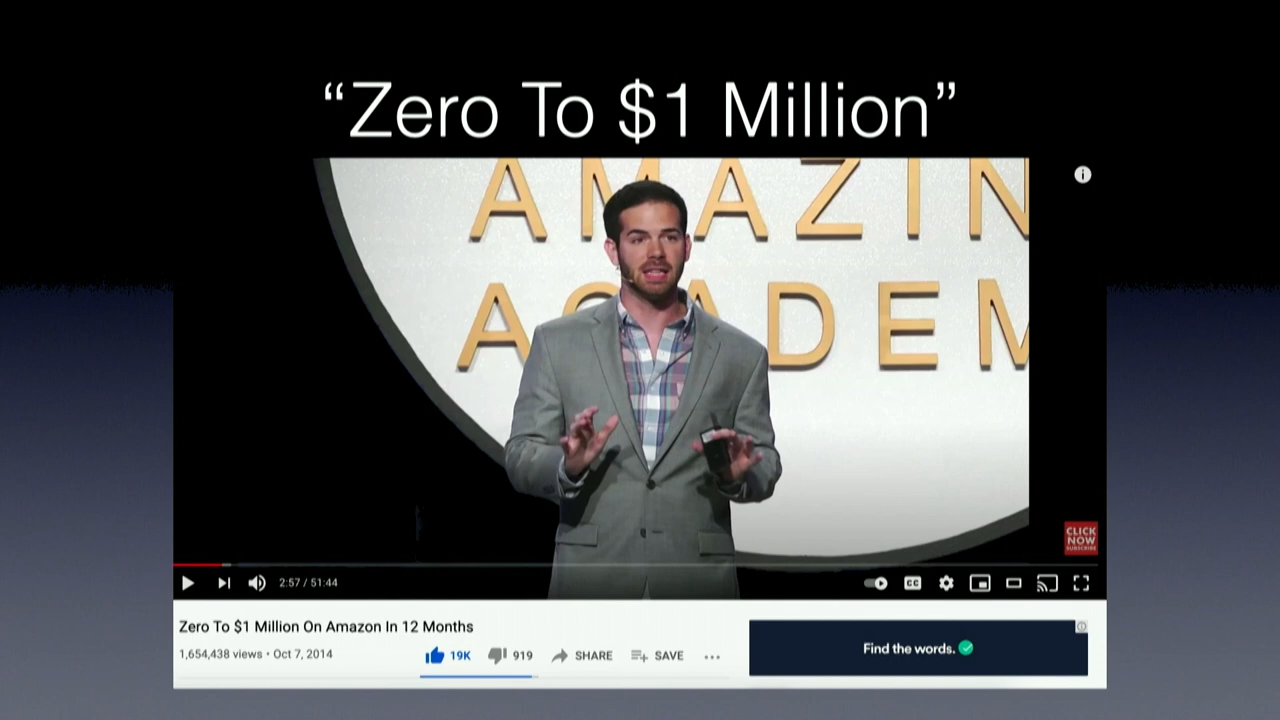 “Zero To $1 Million”
AMAZIN
ACADEM
CLICK
NOW
SUBSCRIBE
2:57 / 51:44
CC
Zero To $1 Million On Amazon In 12 Months
1,654,438 views • Oct 7, 2014
19K
919
SHARE
SAVE
Find the words.